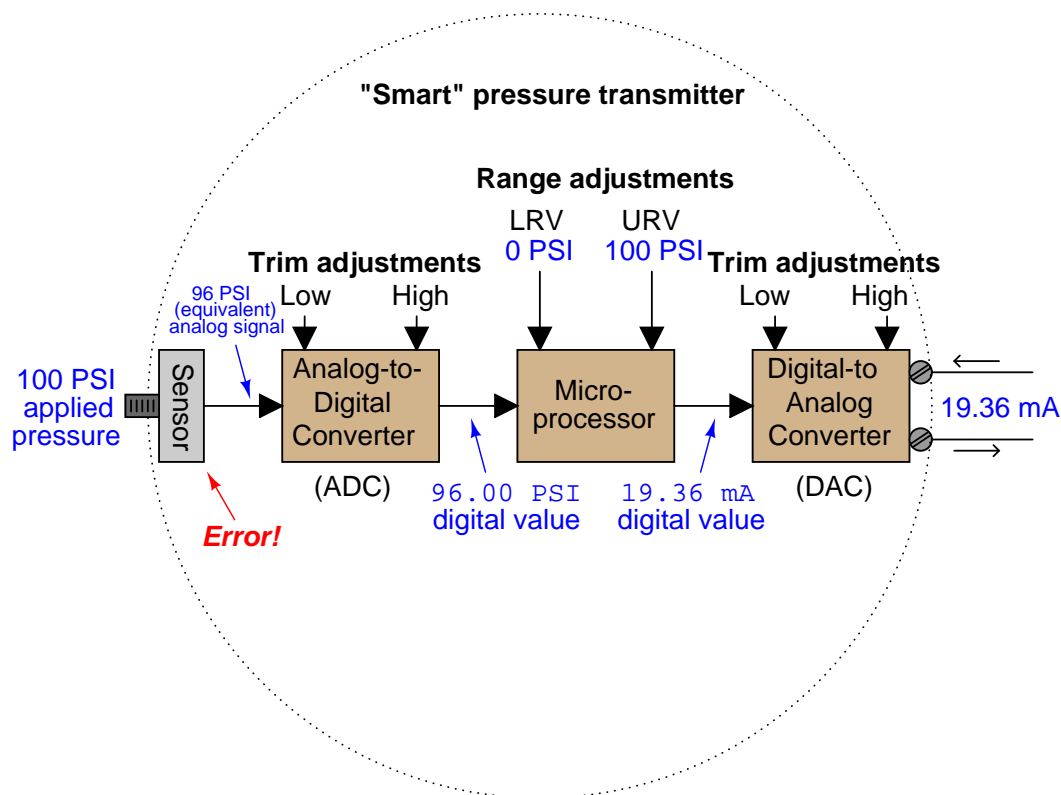 "Smart" pressure transmitter
Range adjustments
LRV
0 PSI
URV
100 PSI
Trim adjustments
Low
High
Trim adjustments
Low
High
96 PSI
(equivalent)
analog signal
100 PSI
applied
pressure
Sensor
Analog-to-
Digital
Converter
(ADC)
Micro-
processor
Digital-to
Analog
Converter
(DAC)
19.36 mA
96.00 PSI
digital value
19.36 mA
digital value
Error!